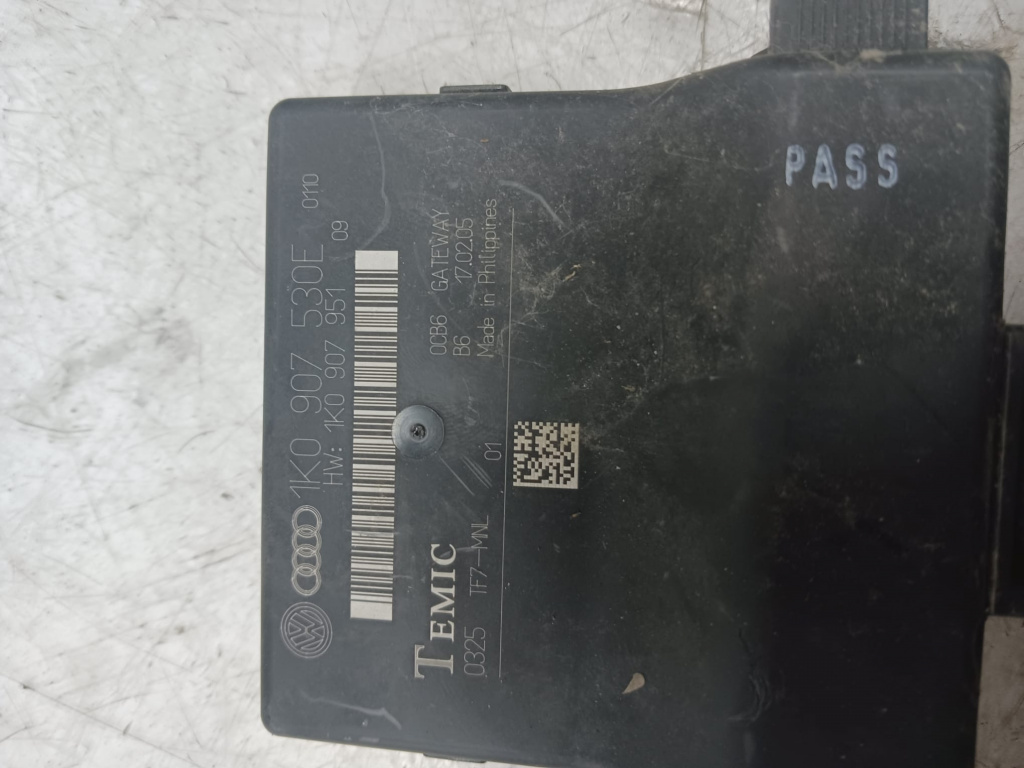 1K0 907 530E 0110
Hw: 1K0 907 951 09
TEMIC
0CB6 GATEWAY
B6 17.02.05
Made in Philippines
0325 TF7-MNL 01
PASS